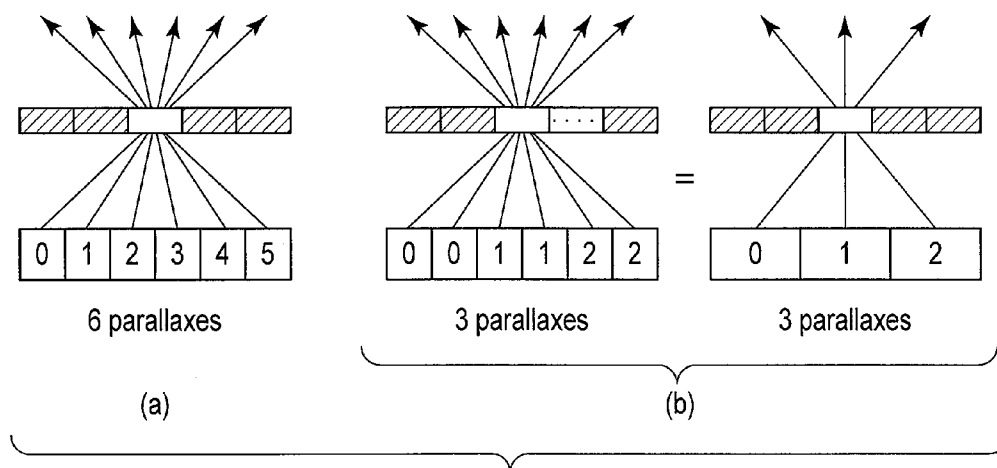 0 1 2 3 4 5
0 0 1 1 2 2
=
0 1 2
6 parallaxes
3 parallaxes
3 parallaxes
(a)
(b)